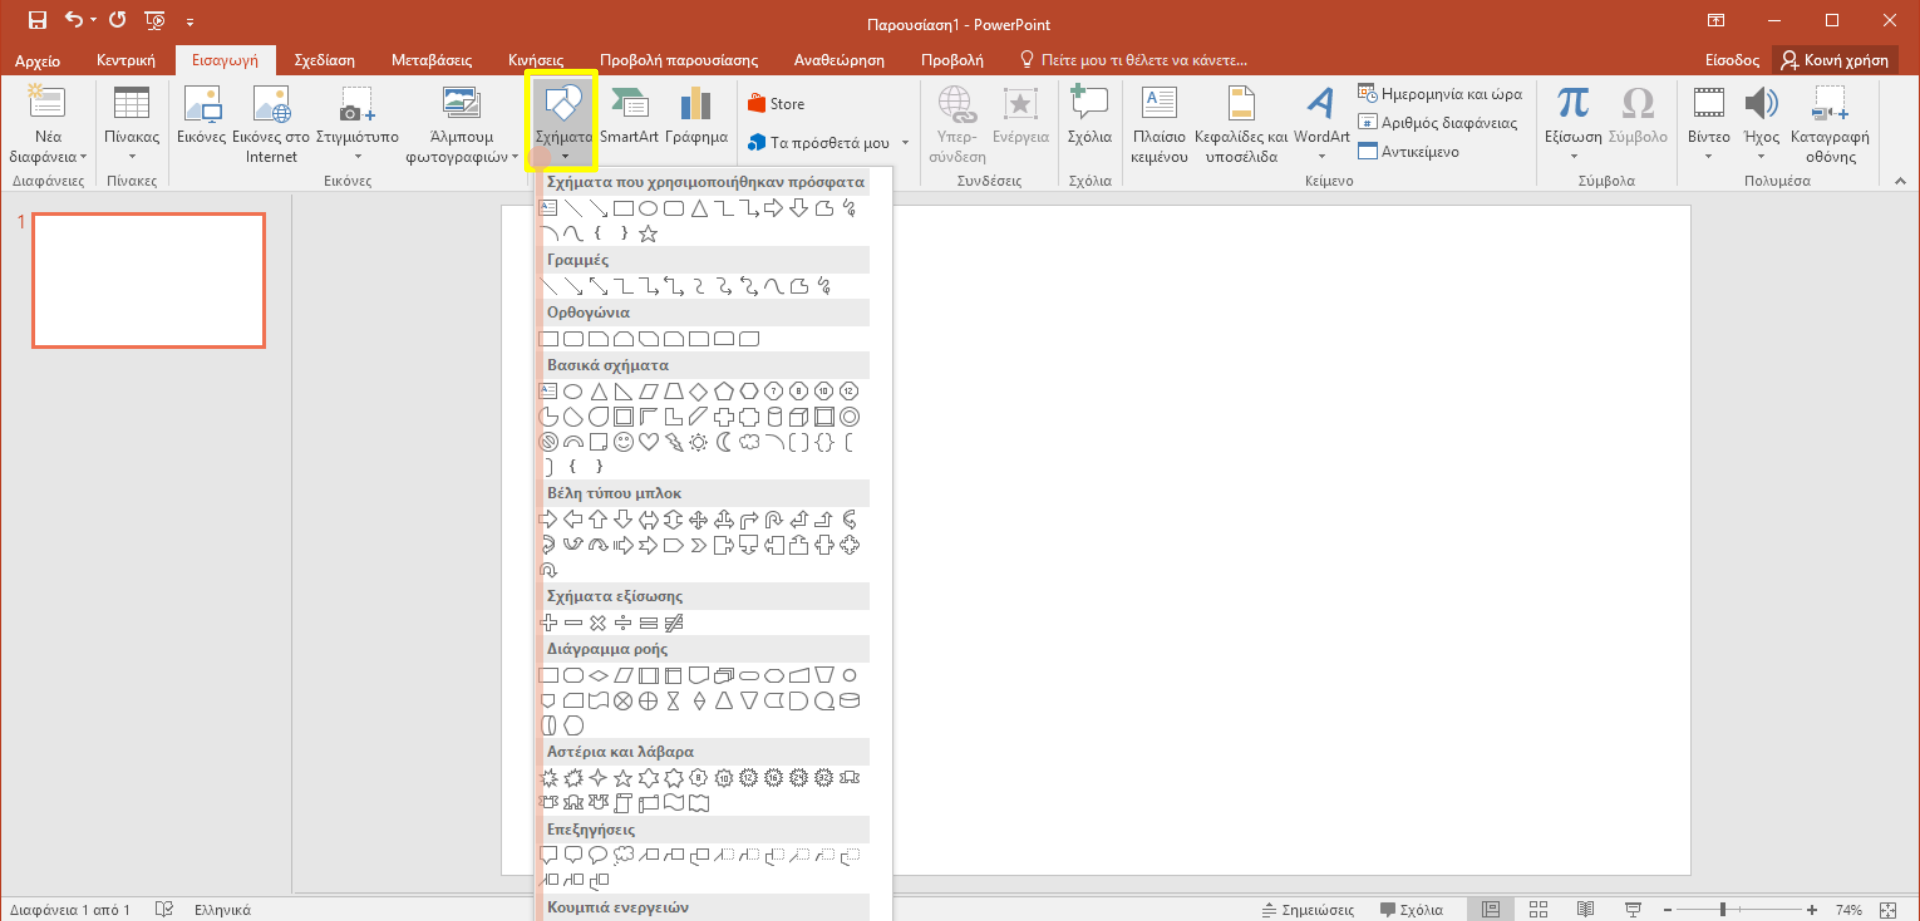 Παρουσίαση1 - PowerPoint
Αρχείο Κεντρική Εισαγωγή Σχεδίαση Μεταβάσεις Κινήσεις Προβολή παρουσίασης Αναθεώρηση Προβολή Πείτε μου τι θέλετε να κάνετε... Είσοδος Κοινή χρήση
Νέα διαφάνεια
Πίνακας
Εικόνες
Εικόνες στο Internet
Στιγμιότυπο
Άλμπουμ φωτογραφιών
Σχήματα
SmartArt
Γράφημα
Store
Τα πρόσθετά μου
Υπερ-
σύνδεση
Ενέργεια
Σχόλια
Πλαίσιο κειμένου
Κεφαλίδες και υποσέλιδα
WordArt
Ημερομηνία και ώρα
Αριθμός διαφάνειας
Αντικείμενο
Εξίσωση
Σύμβολο
Βίντεο
Ήχος
Καταγραφή οθόνης
Διαφάνειες Πίνακες Εικόνες Συνδέσεις Σχόλια Κείμενο Σύμβολα Πολυμέσα
1
Σχήματα που χρησιμοποιήθηκαν πρόσφατα
Γραμμές
Ορθογώνια
Βασικά σχήματα
Βέλη τύπου μπλοκ
Σχήματα εξίσωσης
Διάγραμμα ροής
Αστέρια και λάβαρα
Επεξηγήσεις
Κουμπιά ενεργειών
Διαφάνεια 1 από 1 Ελληνικά Σημειώσεις Σχόλια 74%